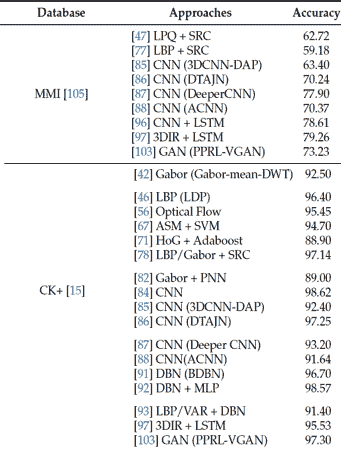 Database Approaches Accuracy
[47] LPQ + SRC 62.72
[77] LBP + SRC 59.18
[85] CNN (3DCNN-DAP) 63.40
[86] CNN (DTAJN) 70.24
MMI [105] [87] CNN (DeeperCNN) 77.90
[88] CNN (ACNN) 70.37
[96] CNN + LSTM 78.61
[97] 3DIR + LSTM 79.26
[103] GAN (PPRL-VGAN) 73.23
[42] Gabor (Gabor-mean-DWT) 92.50
[46] LBP (LDP) 96.40
[56] Optical Flow 95.45
[67] ASM + SVM 94.70
[71] HoG + Adaboost 88.90
[78] LBP/Gabor + SRC 97.14
CK+ [15]
[82] Gabor + PNN 89.00
[84] CNN 98.62
[85] CNN (3DCNN-DAP) 92.40
[86] CNN (DTAJN) 97.25
[87] CNN (Deeper CNN) 93.20
[88] CNN(ACNN) 91.64
[91] DBN (BDBN) 96.70
[92] DBN + MLP 98.57
[93] LBP/VAR + DBN 91.40
[97] 3DIR + LSTM 95.53
[103] GAN (PPRL-VGAN) 97.30